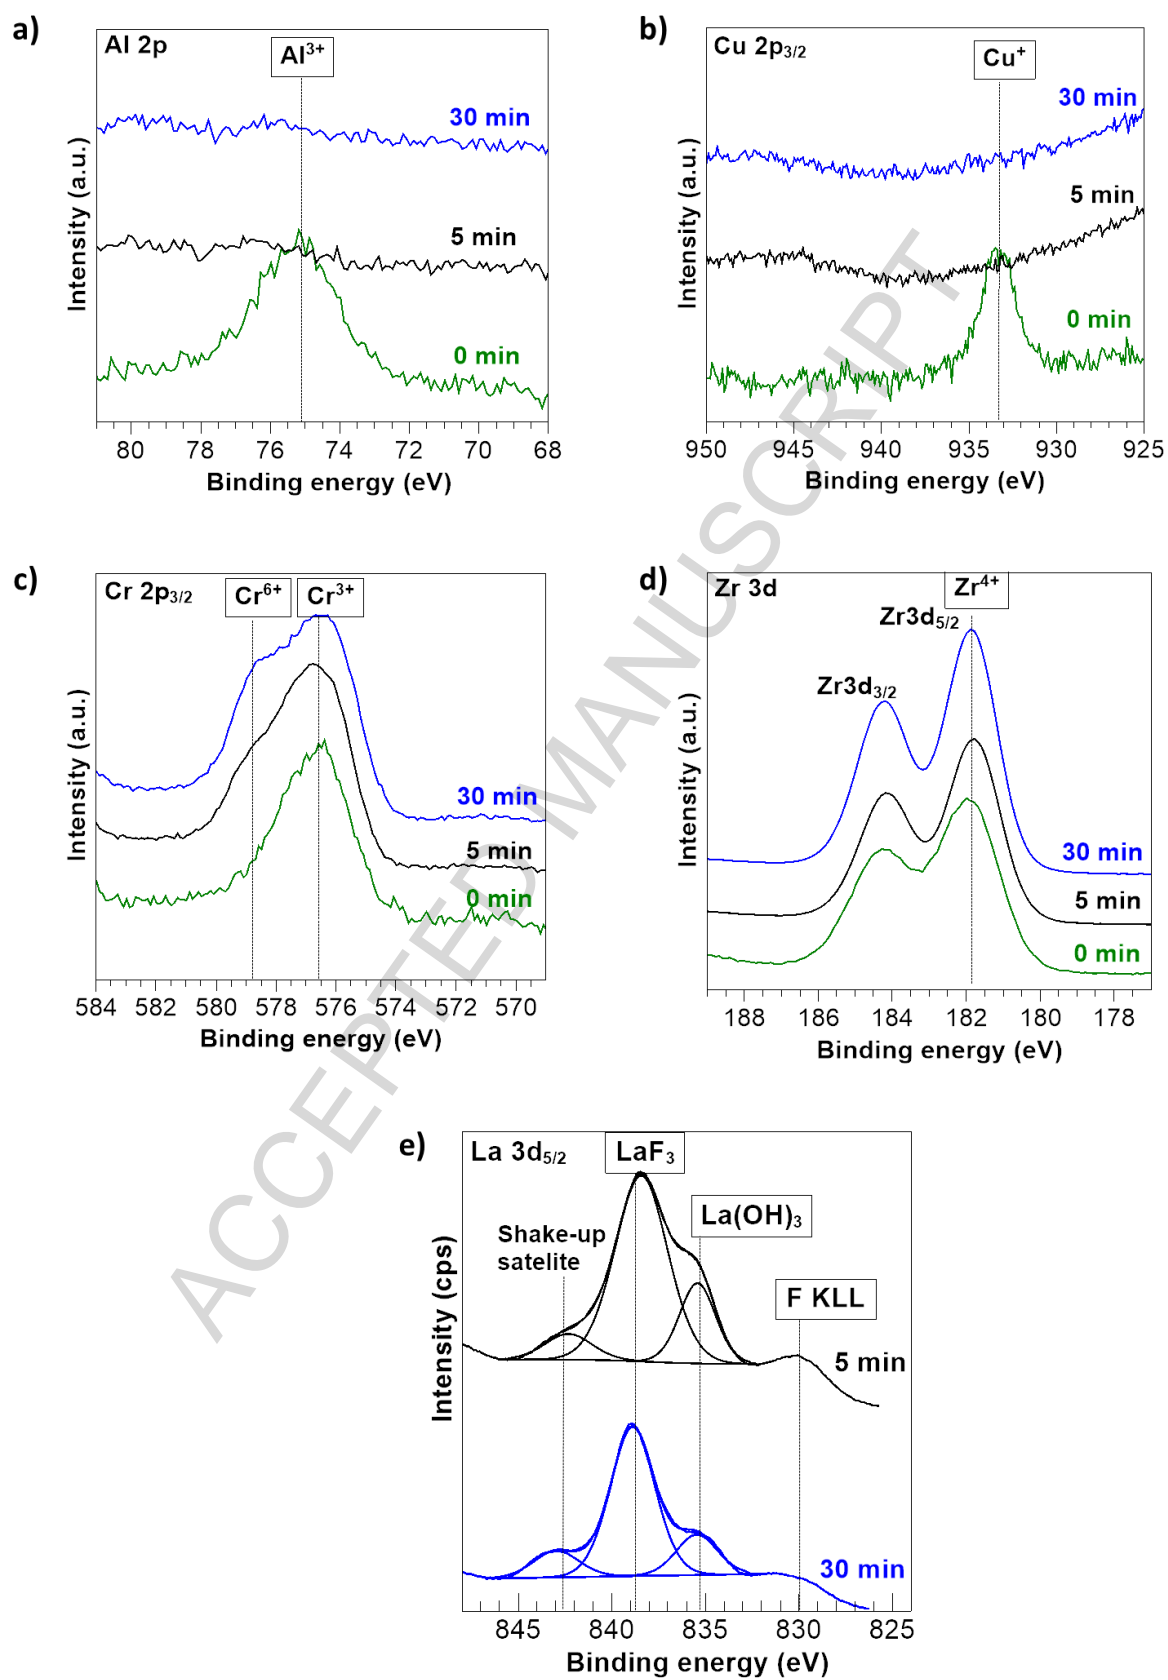 a)
Al 2p
Al3+
30 min
5 min
0 min
Intensity (a.u.)
80 78 76 74 72 70 68
Binding energy (eV)
b)
Cu 2p3/2
Cu+
30 min
5 min
0 min
Intensity (a.u.)
950 945 940 935 930 925
Binding energy (eV)
c)
Cr 2p3/2
Cr6+
Cr3+
30 min
5 min
0 min
Intensity (a.u.)
584 582 580 578 576 574 572 570
Binding energy (eV)
d)
Zr 3d
Zr4+
Zr3d5/2
Zr3d3/2
30 min
5 min
0 min
Intensity (a.u.)
188 186 184 182 180 178
Binding energy (eV)
e)
La 3d5/2
LaF3
La(OH)3
Shake-up
satelite
F KLL
5 min
30 min
Intensity (cps)
845 840 835 830 825
Binding energy (eV)
ACCEPTED MANUSCRIPT